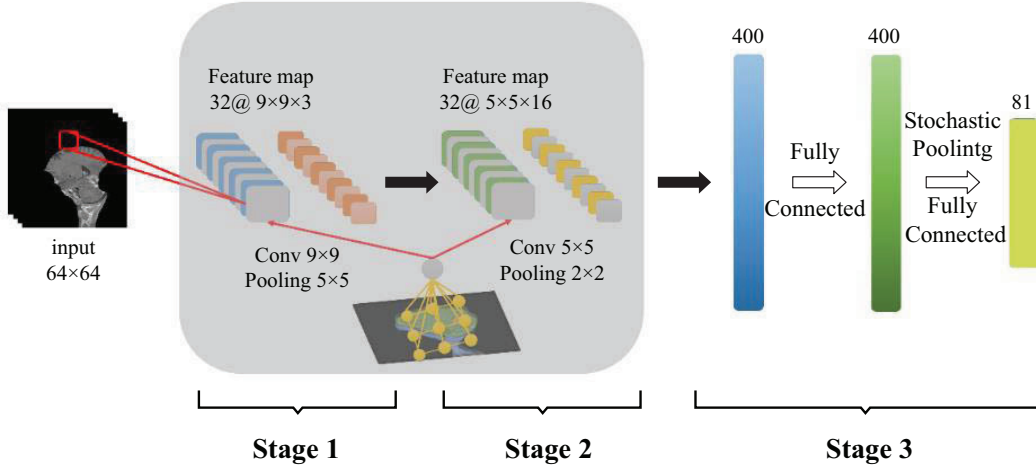 input
64×64
Feature map
32@ 9×9×3
Conv 9×9
Pooling 5×5
Feature map
32@ 5×5×16
Conv 5×5
Pooling 2×2
400
Fully
Connected
400
Stochastic
Poolintg
Fully
Connected
81
Stage 1
Stage 2
Stage 3